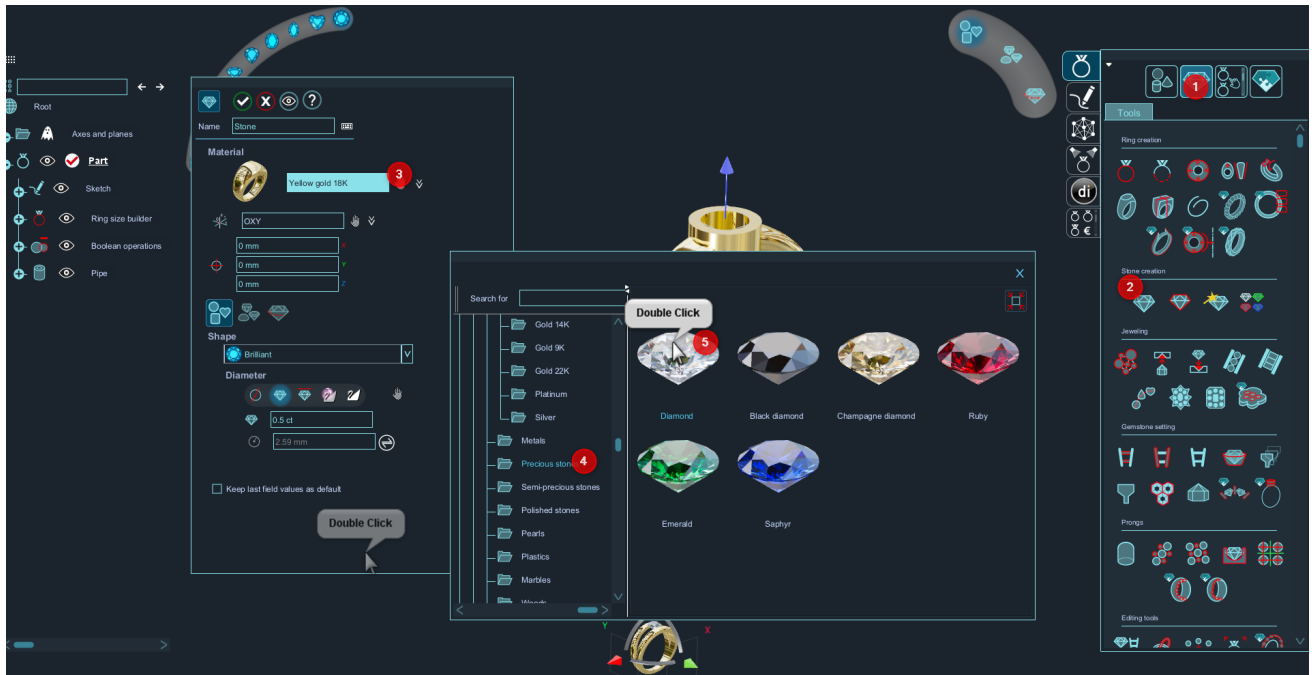 Root
Axes and planes
Part
Sketch
Ring size builder
Boolean operations
Pipe
Name
Stone
Material
Yellow gold 18K
3
OXY
0 mm
X
0 mm
Y
0 mm
Z
Shape
Brilliant
Diameter
0.5 ct
2.59 mm
Keep last field values as default
Double Click
Search for
X
Gold 14K
Gold 9K
Gold 22K
Platinum
Silver
Metals
Precious stones
4
Semi-precious stones
Polished stones
Pearls
Plastics
Marbles
Woods
Double Click
5
Diamond
Black diamond
Champagne diamond
Ruby
Emerald
Saphyr
Y
X
di
€
1
Tools
Ring creation
Stone creation
2
Jeweling
Gemstone setting
Prongs
Editing tools